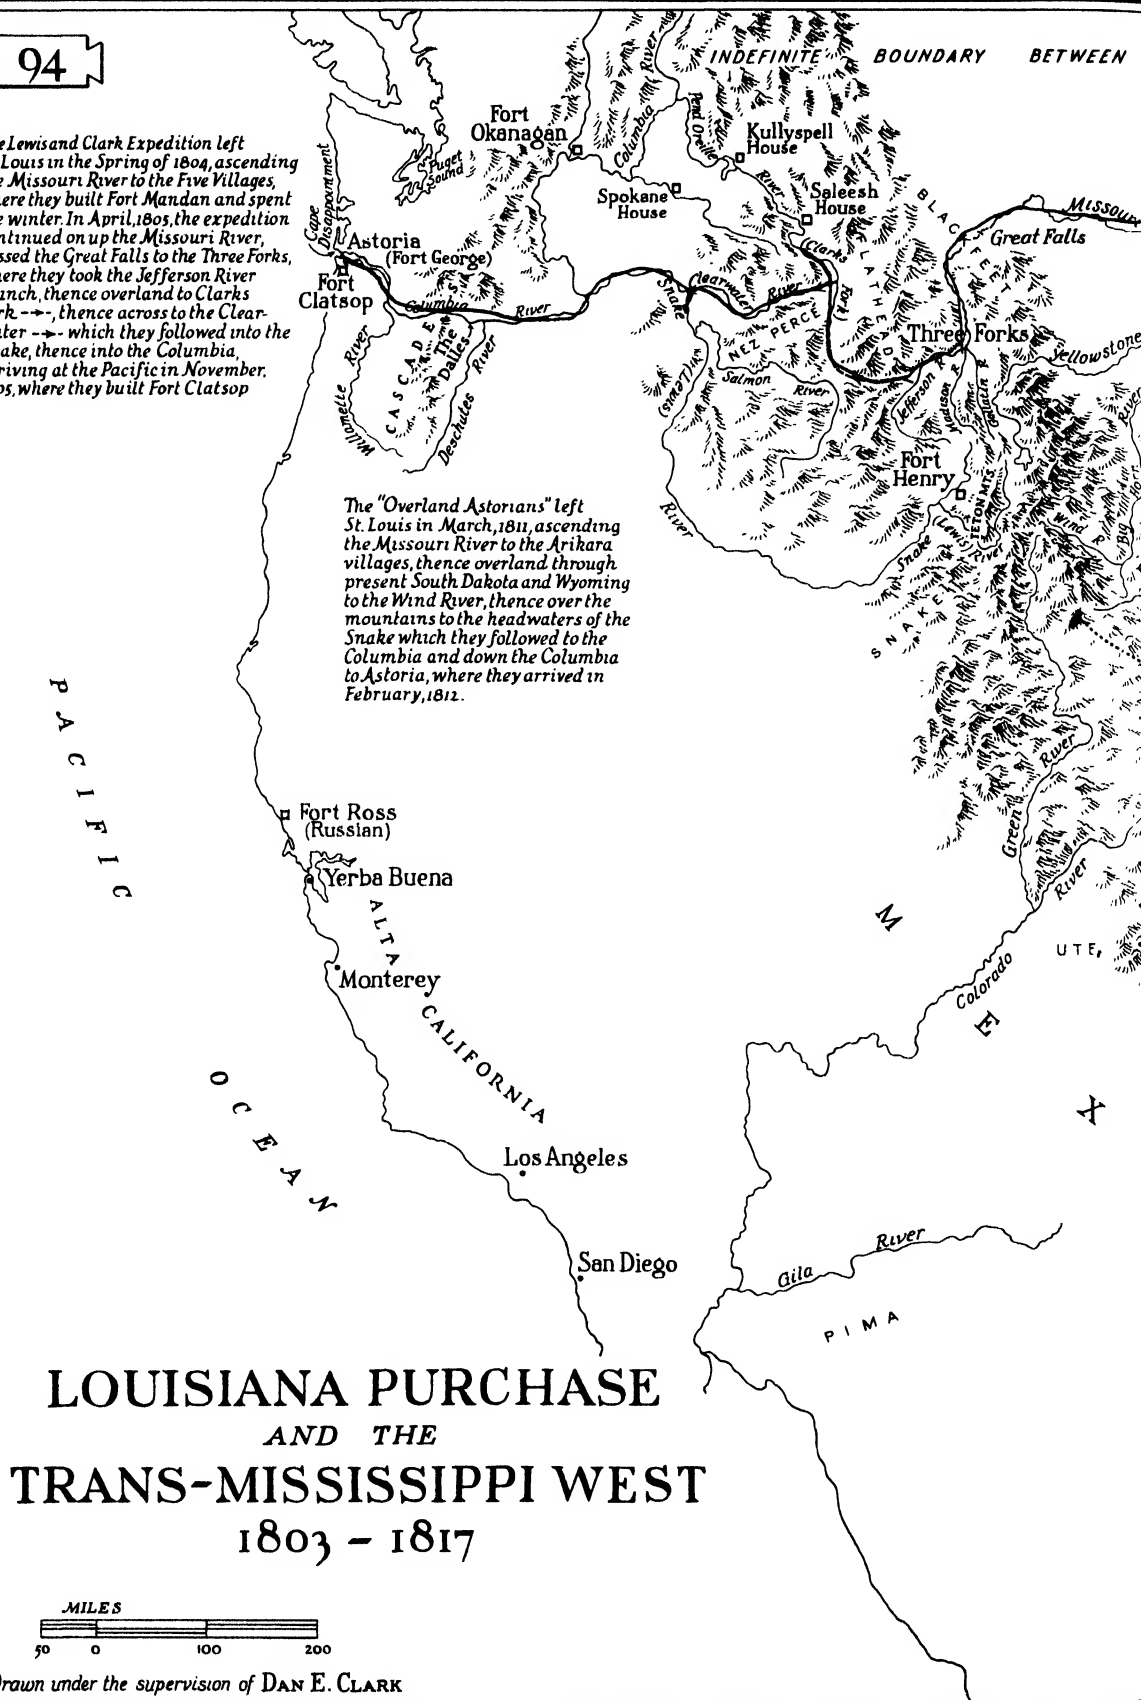 94
INDEFINITE BOUNDARY BETWEEN
Lewis and Clark Expedition left
Louis in the Spring of 1804, ascending
Missouri River to the Five Villages,
ere they built Fort Mandan and spent
winter. In April, 1805, the expedition
ntinued on up the Missouri River,
ssed the Great Falls to the Three Forks,
here they took the Jefferson River
anch, thence overland to Clarks
rk --→-, thence across to the Clear-
ater --→- which they followed into the
ake, thence into the Columbia,
riving at the Pacific in November.
05, where they built Fort Clatsop
Fort
Okanagan
Columbia River
Pend Oreille
River
Kullyspell
House
Spokane
House
Saleesh
House
Puget
Sound
Cape
Disappointment
Astoria
(Fort George)
Fort
Clatsop
Columbia River
Willamette River
CASCADES
The
Dalles
Deschutes River
Snake
(Lewis)
River
Clearwater River
NEZ PERCE
Salmon River
(Clarks
Fork)
FLATHEAD
BLACKFEET
Missouri
Great Falls
Three Forks
Yellowstone
River
Jefferson R
Madison R
Gallatin R
Fort
Henry
TETON MTS.
Snake (Lewis) River
Wind
Big Horn
SNAKE
The "Overland Astorians" left
St. Louis in March, 1811, ascending
the Missouri River to the Arikara
villages, thence overland through
present South Dakota and Wyoming
to the Wind River, thence over the
mountains to the headwaters of the
Snake which they followed to the
Columbia and down the Columbia
to Astoria, where they arrived in
February, 1812.
PACIFIC
OCEAN
Green River
River
UTE
Colorado
M E X
Fort Ross
(Russian)
Yerba Buena
ALTA
CALIFORNIA
Monterey
Los Angeles
San Diego
Gila River
PIMA
LOUISIANA PURCHASE
AND THE
TRANS-MISSISSIPPI WEST
1803 – 1817
MILES
50 0 100 200
rawn under the supervision of DAN E. CLARK